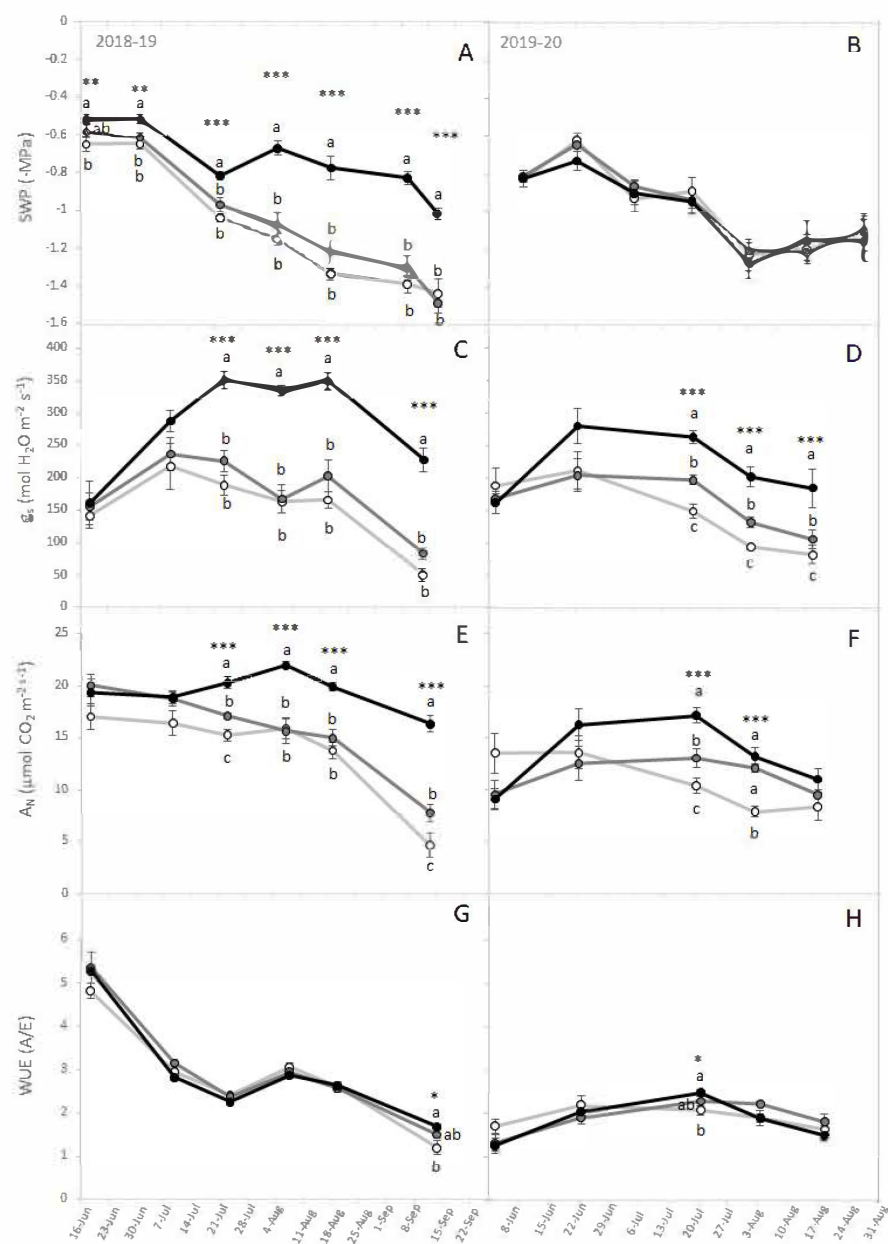 2018-19
A
2019-20
B
0
-0.2
-0.4
-0.6
-0.8
-1
-1.2
-1.4
-1.6
SWP (-MPa)
** ** *** *** *** *** ***
a a a a a a a
ab b b b b b b
b b b b b b b
C
D
400
350
300
250
200
150
100
50
0
gs (mol H2O m-2 s-1)
*** *** *** ***
a a a a
b b b b
b b b b
*** *** ***
a a a
b b b
c c c
E
F
25
20
15
10
5
0
AN (µmol CO2 m-2 s-1)
*** *** *** ***
a a a a
b b b b
c b b c
*** ***
a a
b a
c b
G
H
6
5
4
3
2
1
0
WUE (A/E)
*
a
ab
b
*
a
ab
b
16-Jun 23-Jun 30-Jun 7-Jul 14-Jul 21-Jul 28-Jul 4-Aug 11-Aug 18-Aug 25-Aug 1-Sep 8-Sep 15-Sep 22-Sep
8-Jun 15-Jun 22-Jun 29-Jun 6-Jul 13-Jul 20-Jul 27-Jul 3-Aug 10-Aug 17-Aug 24-Aug 31-Aug